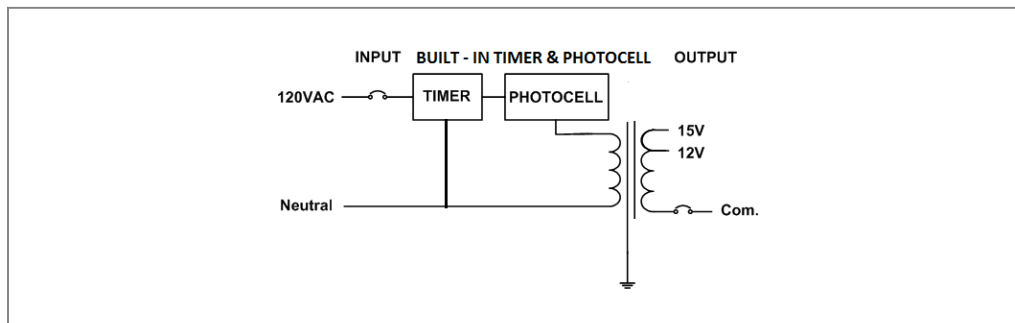 INPUT BUILT - IN TIMER & PHOTOCELL OUTPUT
120VAC TIMER PHOTOCELL
15V
12V
Neutral
Com.